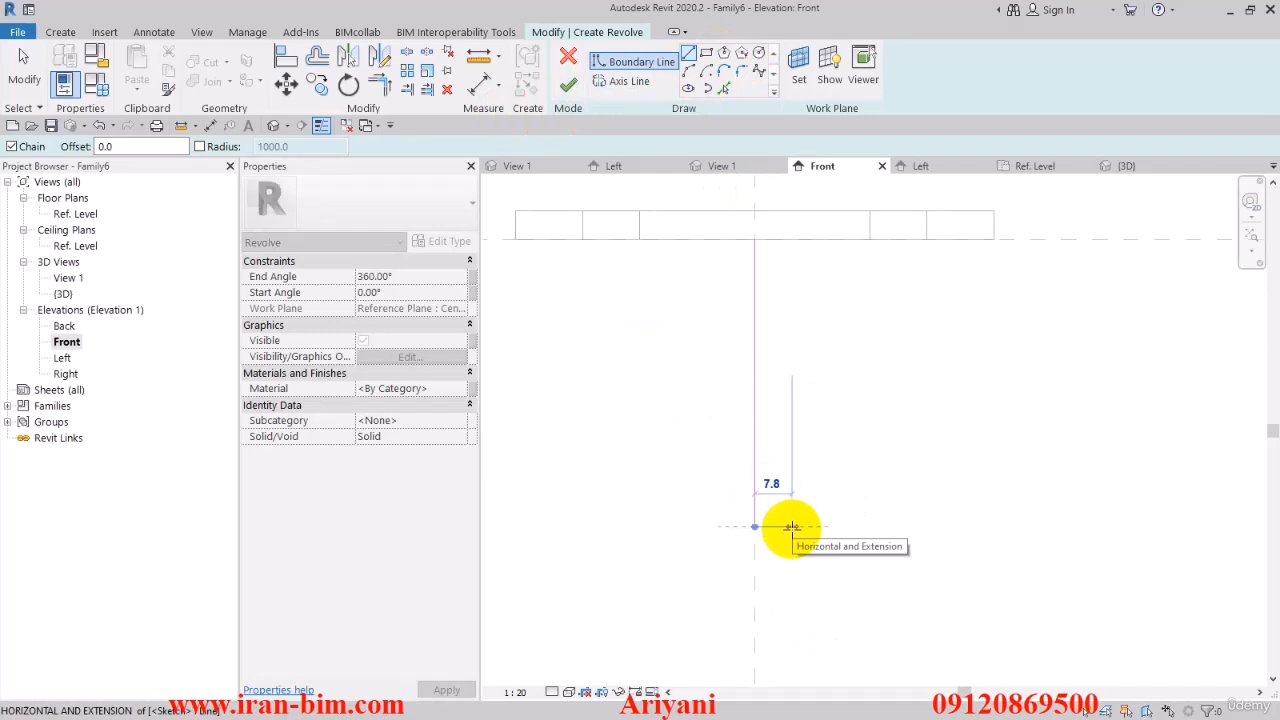 Autodesk Revit 2020.2 - Family6 - Elevation: Front
Sign In
File
Create
Insert
Annotate
View
Manage
Add-Ins
BIMcollab
BIM Interoperability Tools
Modify | Create Revolve
Modify
Paste
Cut
Join
Boundary Line
Axis Line
Set
Show
Viewer
Select
Properties
Clipboard
Geometry
Modify
Measure
Create
Mode
Draw
Work Plane
Chain
Offset: 0.0
Radius:
1000.0
Project Browser - Family6
Properties
View 1
Left
View 1
Front
Left
Ref. Level
{3D}
Views (all)
Floor Plans
Ref. Level
Ceiling Plans
Ref. Level
3D Views
View 1
{3D}
Elevations (Elevation 1)
Back
Front
Left
Right
Sheets (all)
Families
Groups
Revit Links
Revolve
Edit Type
Constraints
End Angle 360.00°
Start Angle 0.00°
Work Plane Reference Plane : Cen...
Graphics
Visible
Visibility/Graphics O... Edit...
Materials and Finishes
Material <By Category>
Identity Data
Subcategory <None>
Solid/Void Solid
Properties help
Apply
7.8
Horizontal and Extension
1 : 20
www.iran-bim.com
Ariyani
09120869500
:0
Udemy